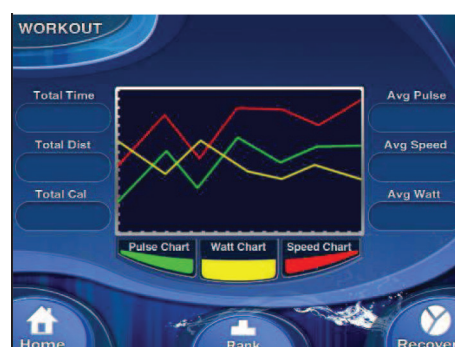 WORKOUT
Total Time
Avg Pulse
Total Dist
Avg Speed
Total Cal
Avg Watt
Pulse Chart Watt Chart Speed Chart
Home Rank Recover